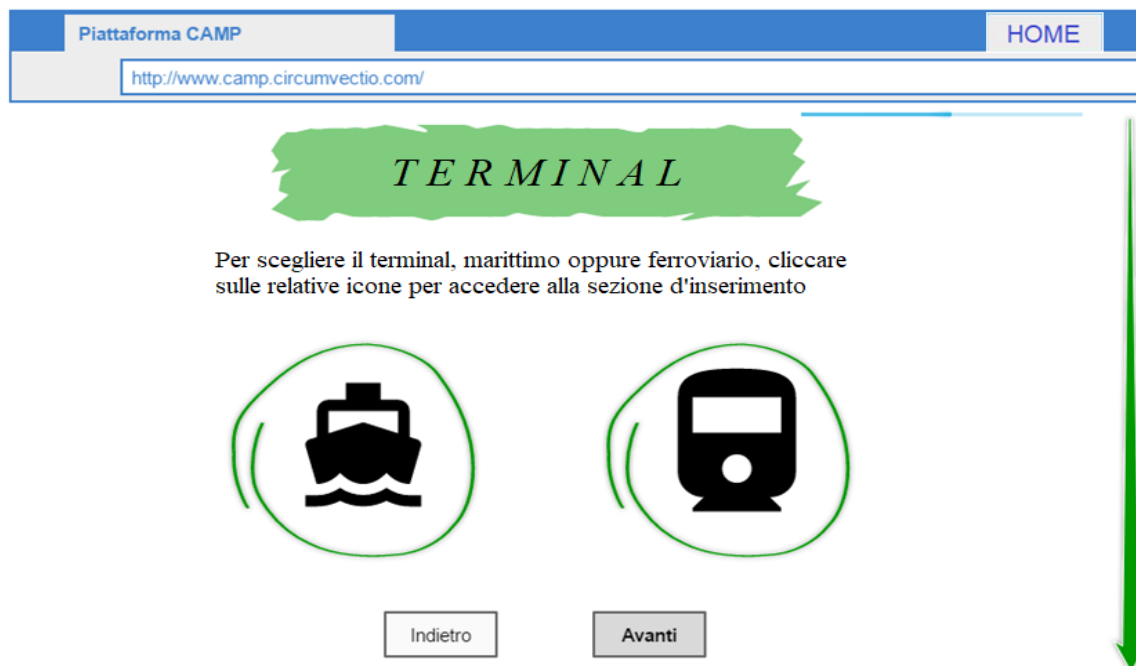 Piattaforma CAMP
HOME
http://www.camp.circumvectio.com/
TERMINAL
Per scegliere il terminal, marittimo oppure ferroviario, cliccare
sulle relative icone per accedere alla sezione d'inserimento
Indietro
Avanti